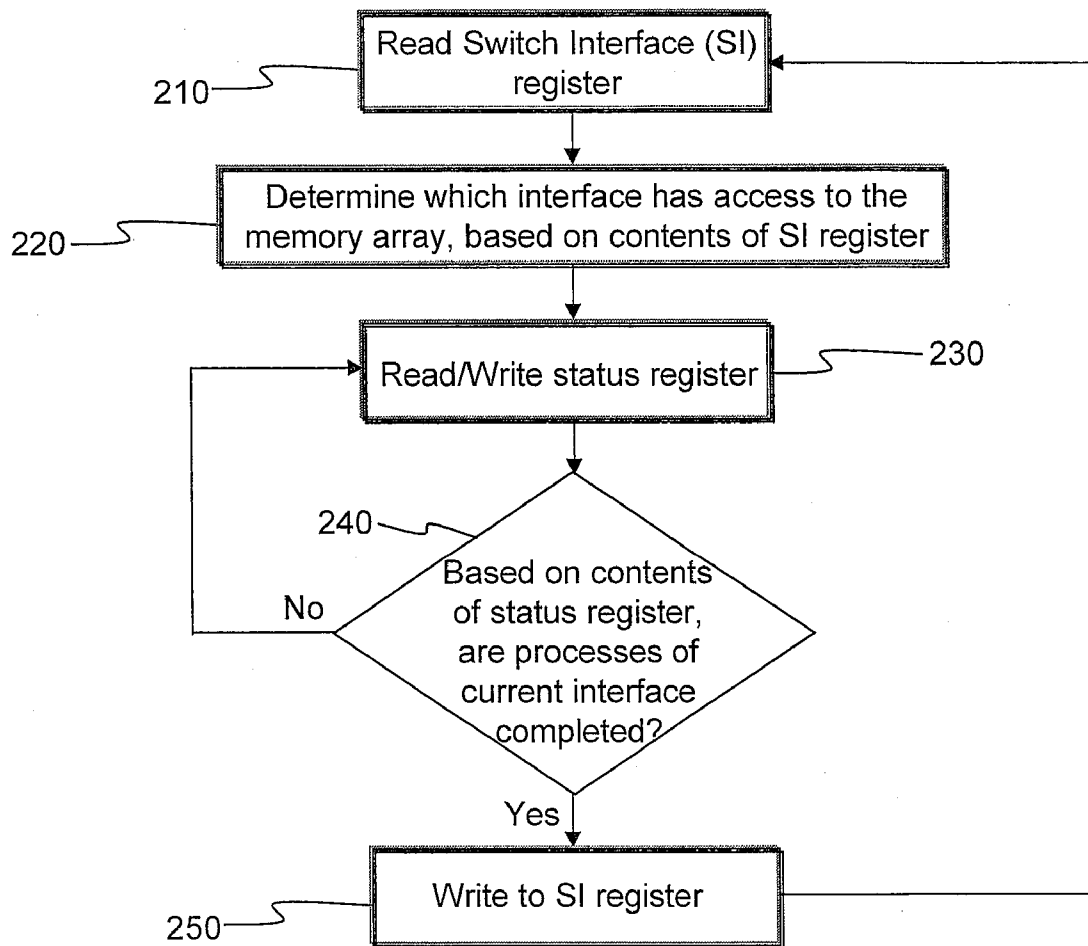 Read Switch Interface (SI)
register
210
Determine which interface has access to the
memory array, based on contents of SI register
220
Read/Write status register
230
240
Based on contents
of status register,
are processes of
current interface
completed?
No
Yes
Write to SI register
250